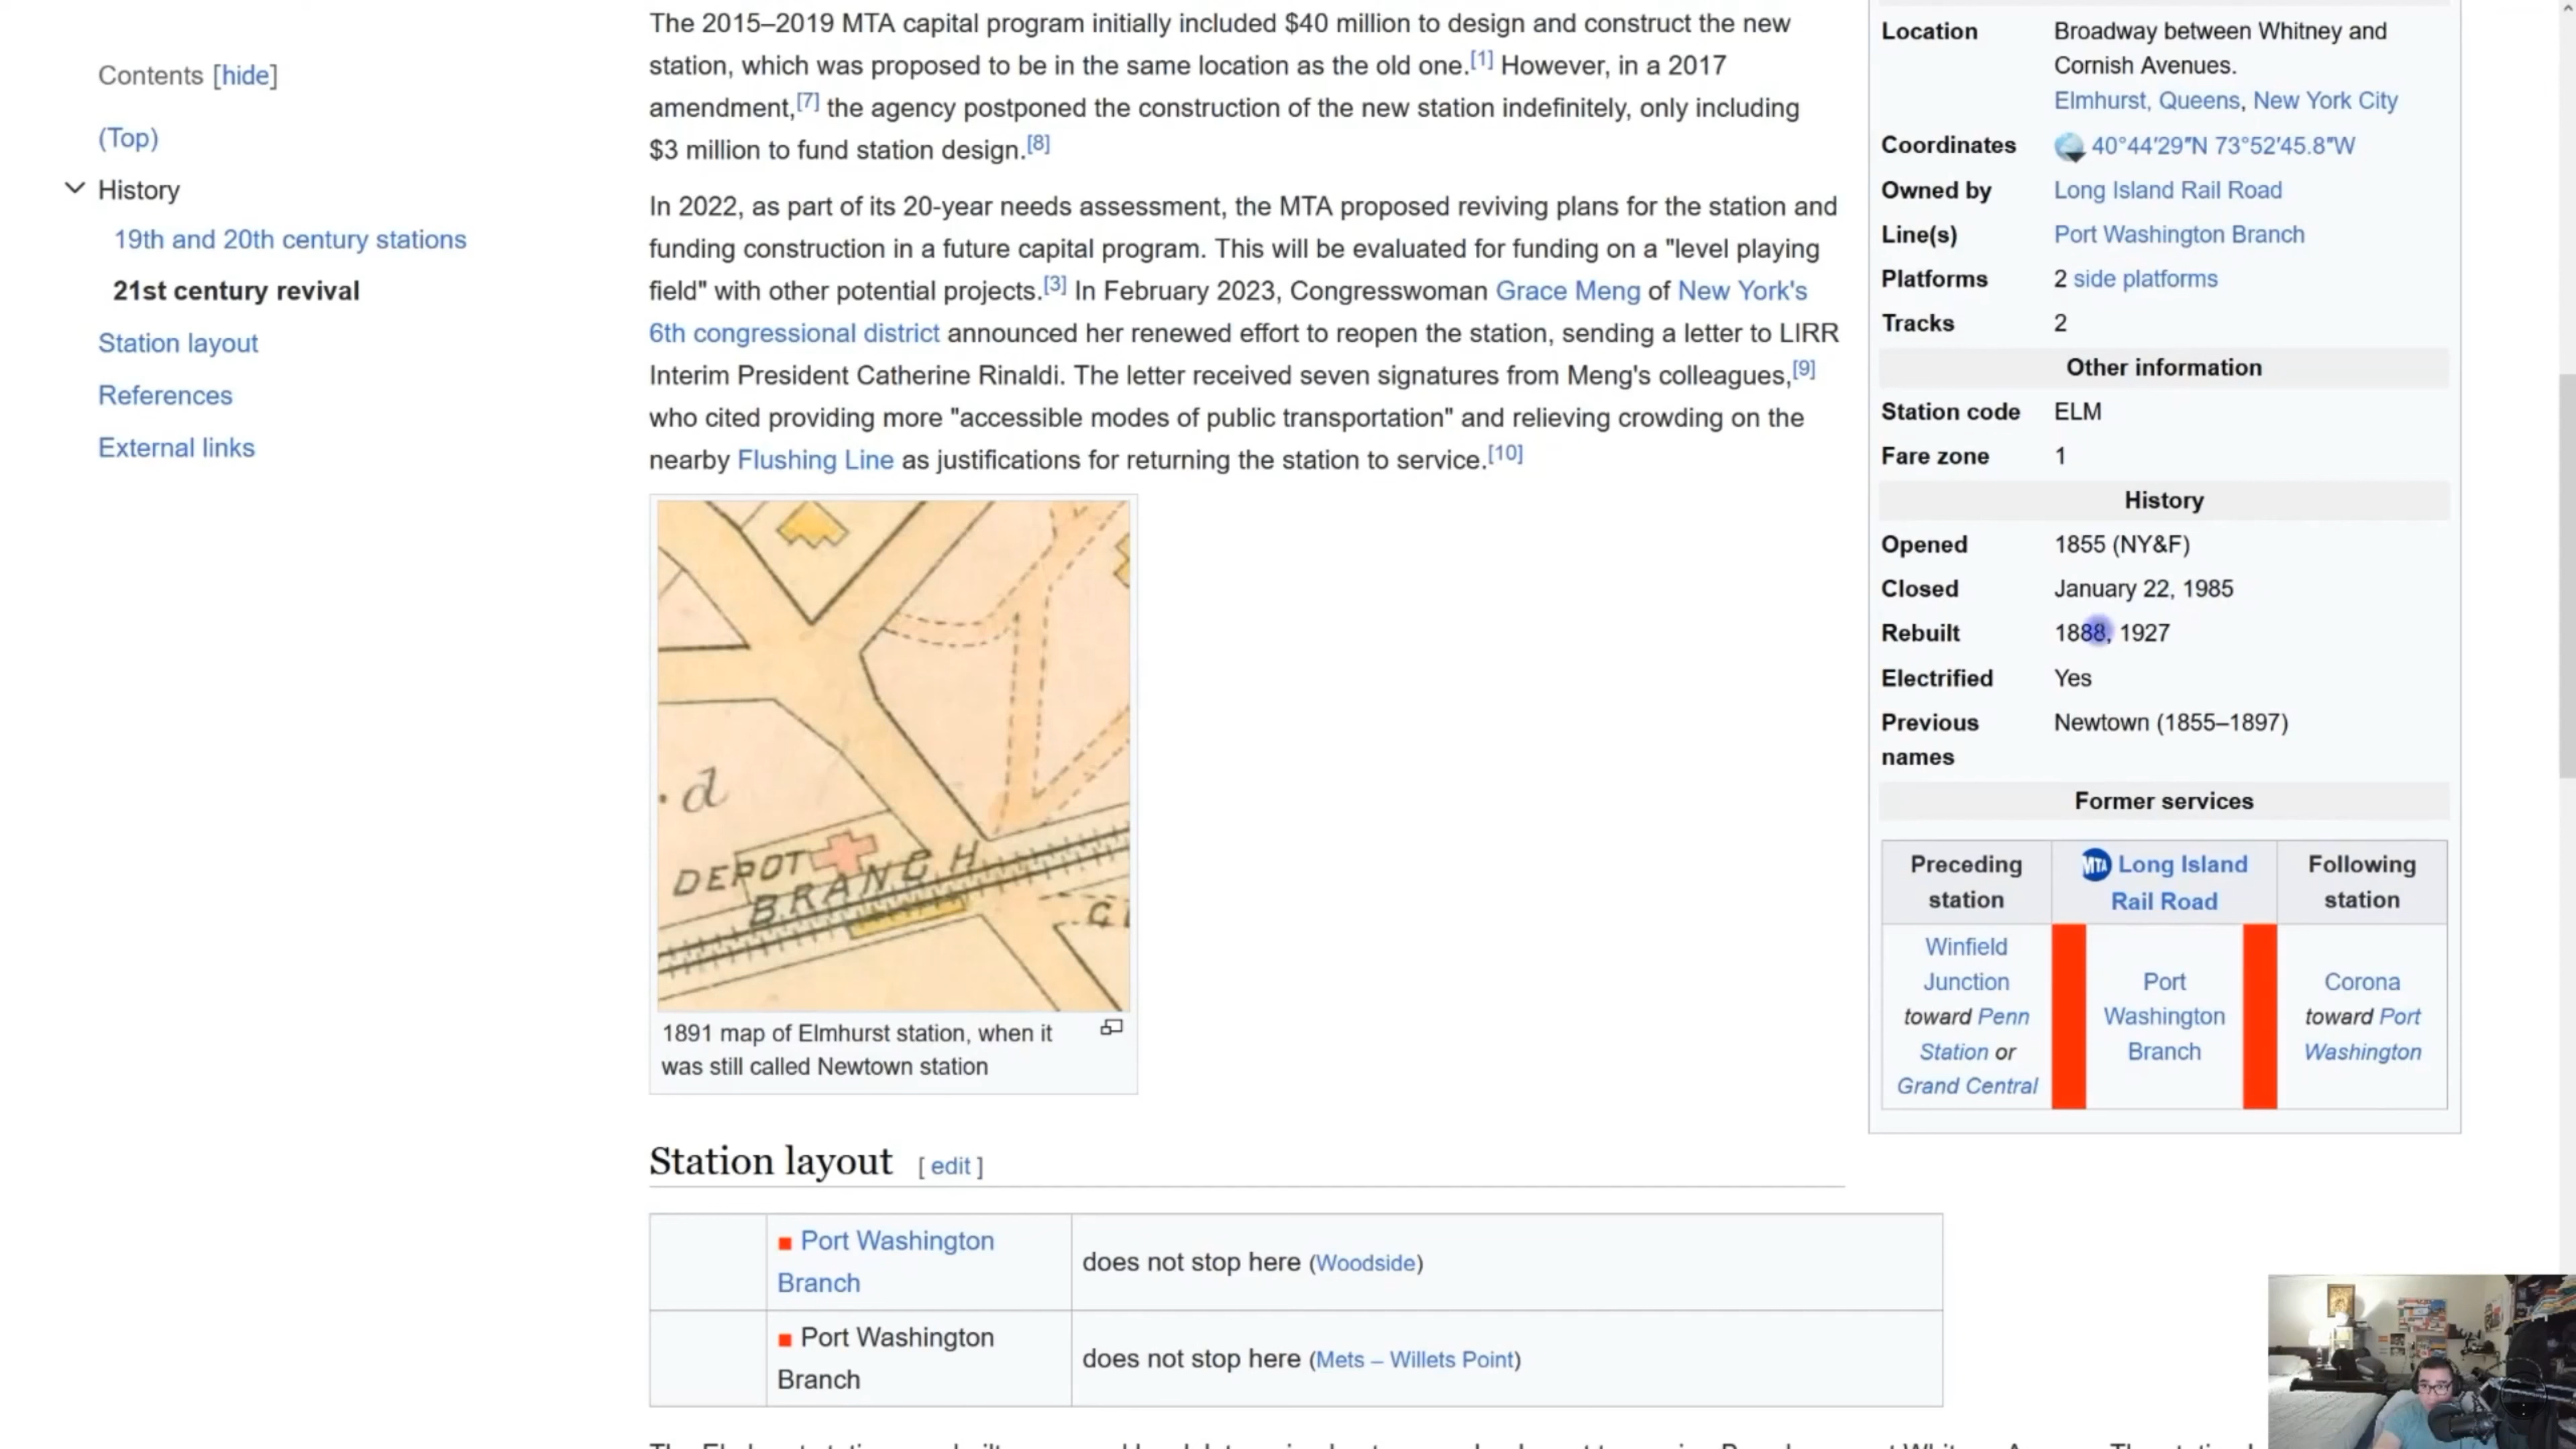 Contents [hide]
(Top)
History
19th and 20th century stations
21st century revival
Station layout
References
External links
The 2015–2019 MTA capital program initially included $40 million to design and construct the new
station, which was proposed to be in the same location as the old one.[1] However, in a 2017
amendment,[7] the agency postponed the construction of the new station indefinitely, only including
$3 million to fund station design.[8]
In 2022, as part of its 20-year needs assessment, the MTA proposed reviving plans for the station and
funding construction in a future capital program. This will be evaluated for funding on a "level playing
field" with other potential projects.[3] In February 2023, Congresswoman Grace Meng of New York's
6th congressional district announced her renewed effort to reopen the station, sending a letter to LIRR
Interim President Catherine Rinaldi. The letter received seven signatures from Meng's colleagues,[9]
who cited providing more "accessible modes of public transportation" and relieving crowding on the
nearby Flushing Line as justifications for returning the station to service.[10]
. d
DEPOT
BRANCH
1891 map of Elmhurst station, when it
was still called Newtown station
Station layout [ edit ]
Port Washington
Branch
does not stop here (Woodside)
Port Washington
Branch
does not stop here (Mets – Willets Point)
Location Broadway between Whitney and
Cornish Avenues.
Elmhurst, Queens, New York City
Coordinates 40°44′29″N 73°52′45.8″W
Owned by Long Island Rail Road
Line(s) Port Washington Branch
Platforms 2 side platforms
Tracks 2
Other information
Station code ELM
Fare zone 1
History
Opened 1855 (NY&F)
Closed January 22, 1985
Rebuilt 1888, 1927
Electrified Yes
Previous Newtown (1855–1897)
names
Former services
Preceding
station
MTA Long Island
Rail Road
Following
station
Winfield
Junction
toward Penn
Station or
Grand Central
Port
Washington
Branch
Corona
toward Port
Washington